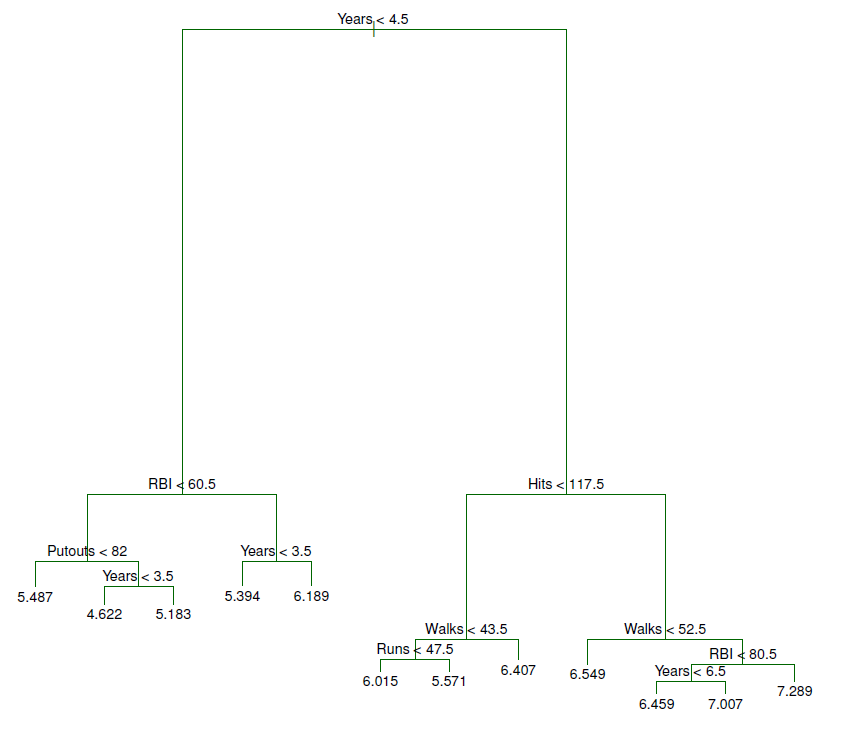 Years < 4.5
RBI < 60.5
Hits < 117.5
Putouts < 82
Years < 3.5
Years < 3.5
5.487
5.394
6.189
4.622
5.183
Walks < 43.5
Walks < 52.5
Runs < 47.5
RBI < 80.5
6.407
Years < 6.5
6.549
6.015
5.571
7.289
6.459
7.007